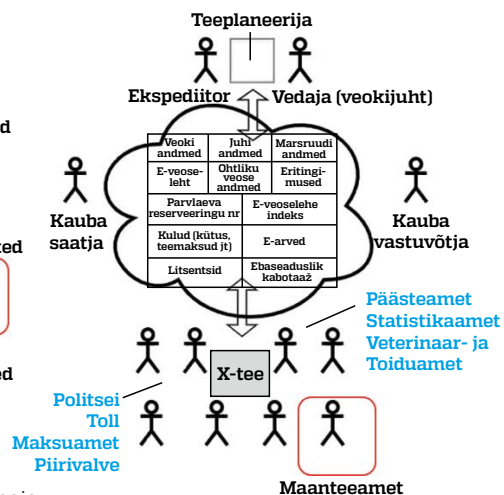 Teeplaneerija
Ekspediitor
Vedaja (veokijuht)
Veoki
andmed
Juhi
andmed
Marsruudi
andmed
E-veose-
leht
Ohtliku
veose
andmed
Eritingi-
mused
Parvlaeva
reserveeringu nr
E-veoselehe
indeks
Kulud (kütus,
teemaksud jt)
E-arved
Litsentsid
Ebaseaduslik
kabotaaž
Kauba
saatja
Kauba
vastuvõtja
Päästeamet
Statistikaamet
Veterinaar- ja
Toiduamet
X-tee
Politsei
Toll
Maksuamet
Piirivalve
Maanteeamet